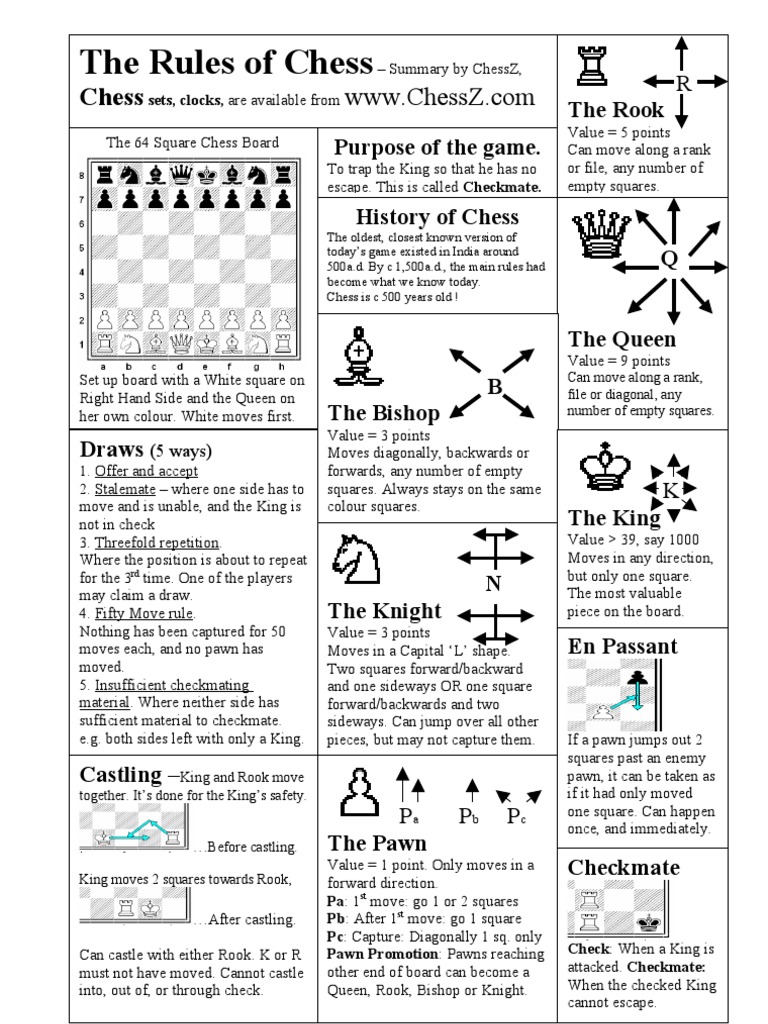 The Rules of Chess – Summary by ChessZ,
Chess sets, clocks, are available from www.ChessZ.com
The 64 Square Chess Board
8
7
6
5
4
3
2
1
a b c d e f g h
Set up board with a White square on
Right Hand Side and the Queen on
her own colour. White moves first.
Draws (5 ways)
1. Offer and accept
2. Stalemate – where one side has to
move and is unable, and the King is
not in check
3. Threefold repetition.
Where the position is about to repeat
for the 3rd time. One of the players
may claim a draw.
4. Fifty Move rule.
Nothing has been captured for 50
moves each, and no pawn has
moved.
5. Insufficient checkmating
material. Where neither side has
sufficient material to checkmate.
e.g. both sides left with only a King.
Castling –King and Rook move
together. It's done for the King's safety.
…Before castling.
King moves 2 squares towards Rook,
…After castling.
Can castle with either Rook. K or R
must not have moved. Cannot castle
into, out of, or through check.
Purpose of the game.
To trap the King so that he has no
escape. This is called Checkmate.
History of Chess
The oldest, closest known version of
today's game existed in India around
500a.d. By c 1,500a.d., the main rules had
become what we know today.
Chess is c 500 years old !
B
The Bishop
Value = 3 points
Moves diagonally, backwards or
forwards, any number of empty
squares. Always stays on the same
colour squares.
N
The Knight
Value = 3 points
Moves in a Capital 'L' shape.
Two squares forward/backward
and one sideways OR one square
forward/backwards and two
sideways. Can jump over all other
pieces, but may not capture them.
Pa Pb Pc
The Pawn
Value = 1 point. Only moves in a
forward direction.
Pa: 1st move: go 1 or 2 squares
Pb: After 1st move: go 1 square
Pc: Capture: Diagonally 1 sq. only
Pawn Promotion: Pawns reaching
other end of board can become a
Queen, Rook, Bishop or Knight.
R
The Rook
Value = 5 points
Can move along a rank
or file, any number of
empty squares.
Q
The Queen
Value = 9 points
Can move along a rank,
file or diagonal, any
number of empty squares.
K
The King
Value > 39, say 1000
Moves in any direction,
but only one square.
The most valuable
piece on the board.
En Passant
If a pawn jumps out 2
squares past an enemy
pawn, it can be taken as
if it had only moved
one square. Can happen
once, and immediately.
Checkmate
Check: When a King is
attacked. Checkmate:
When the checked King
cannot escape.